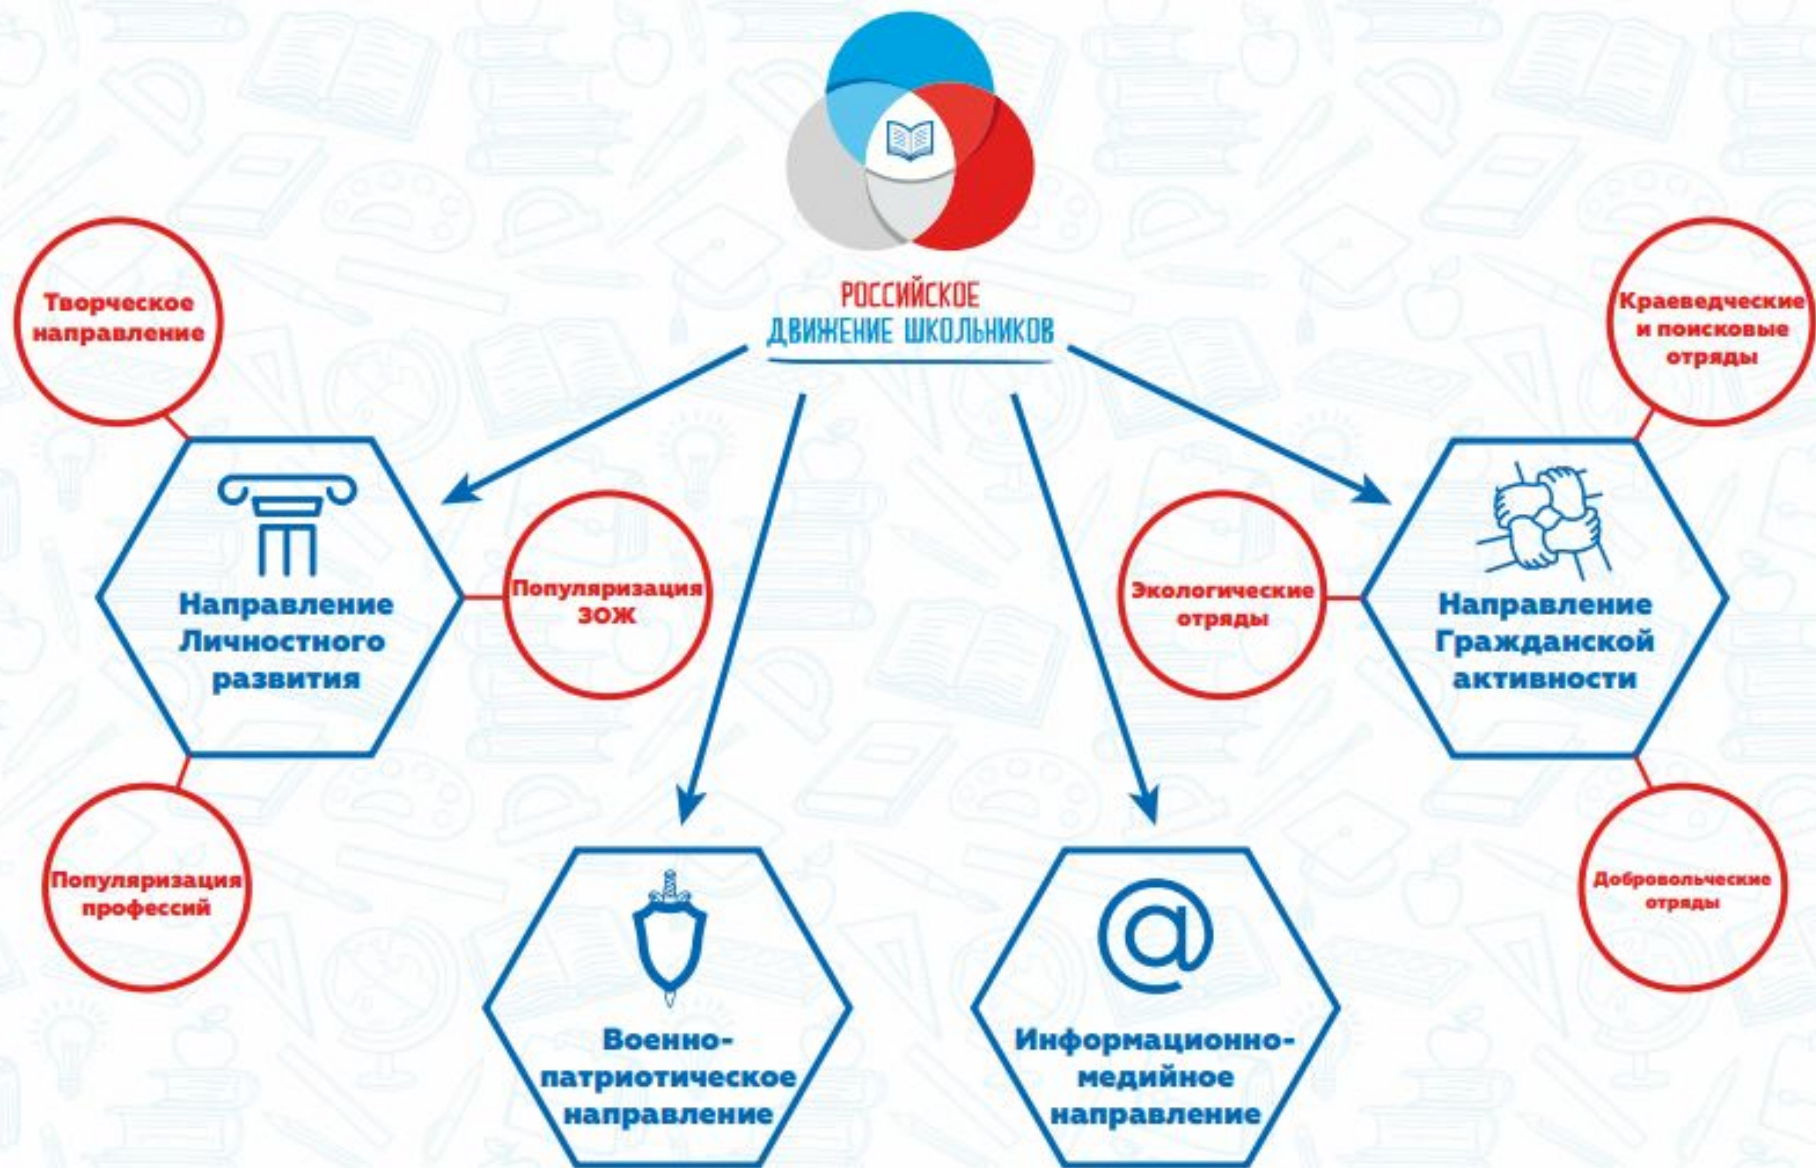 РОССИЙСКОЕ
ДВИЖЕНИЕ ШКОЛЬНИКОВ
Творческое
направление
Краеведческие
и поисковые
отряды
Направление
Личностного
развития
Популяризация
ЗОЖ
Экологические
отряды
Направление
Гражданской
активности
Популяризация
профессий
Добровольческие
отряды
Военно-
патриотическое
направление
@
Информационно-
медийное
направление